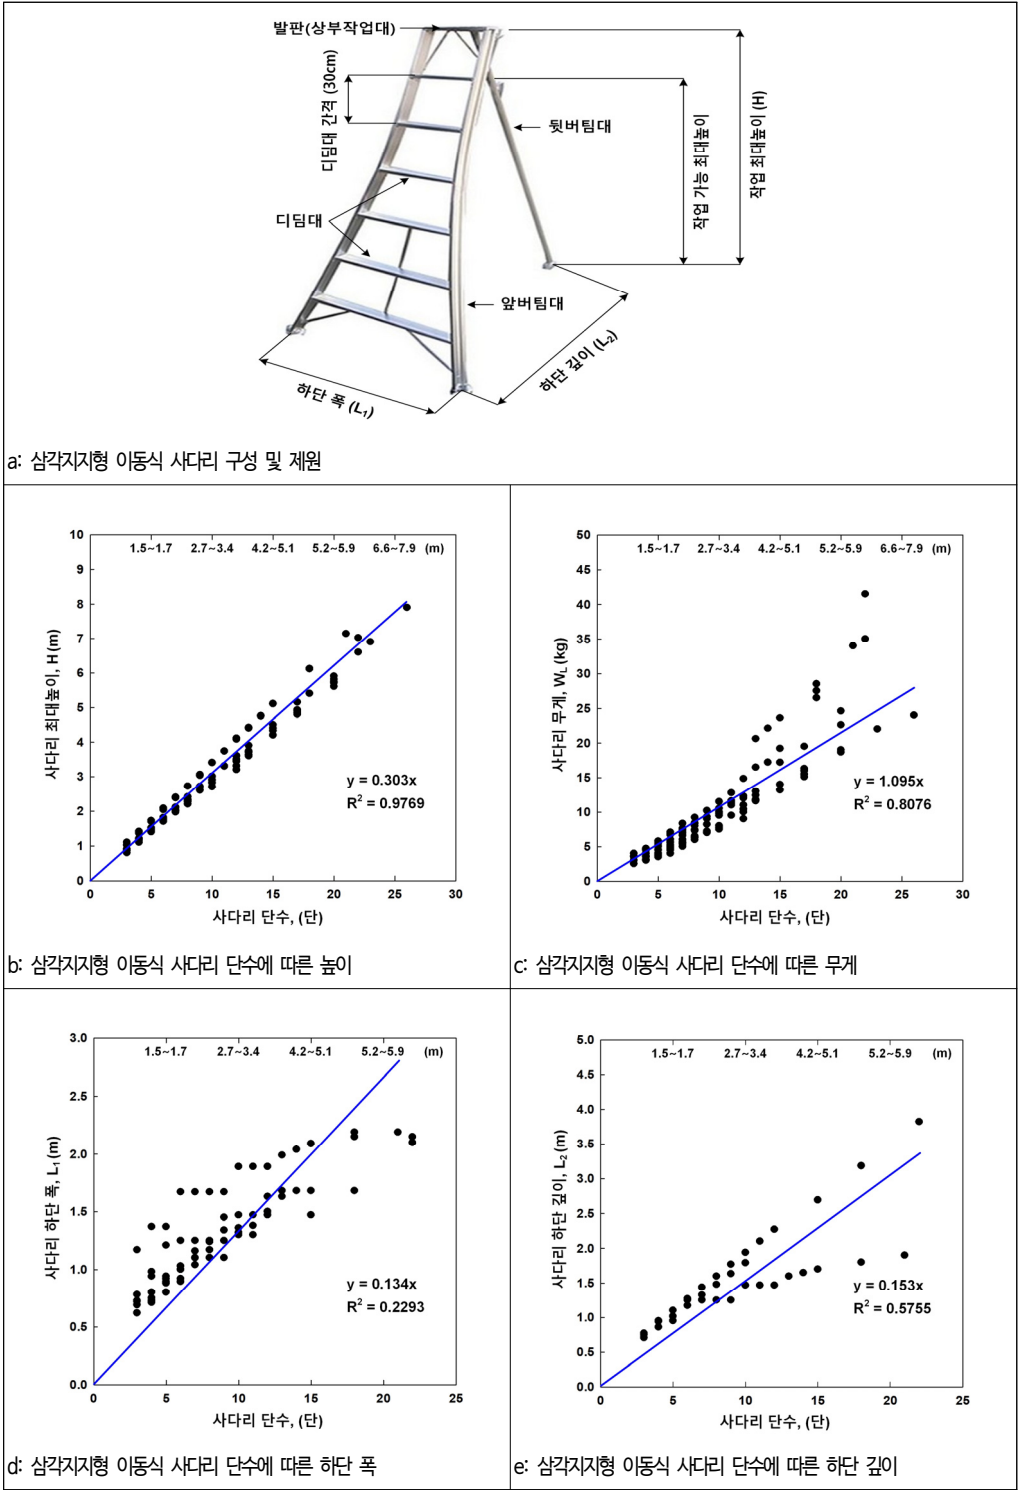 발판(상부작업대)
디딤대 간격 (30cm)
뒷버팀대
작업 가능 최대높이
작업 최대높이 (H)
디딤대
앞버팀대
하단 폭 (L₁)
하단 깊이 (L₂)
a: 삼각지지형 이동식 사다리 구성 및 제원
10
1.5~1.7 2.7~3.4 4.2~5.1 5.2~5.9 6.6~7.9 (m)
9
8
7
6
5
4
3
2
1
0
사다리 최대높이, H (m)
y = 0.303x
R² = 0.9769
0 5 10 15 20 25 30
사다리 단수, (단)
b: 삼각지지형 이동식 사다리 단수에 따른 높이
50
1.5~1.7 2.7~3.4 4.2~5.1 5.2~5.9 6.6~7.9 (m)
45
40
35
30
25
20
15
10
5
0
사다리 무게, W_L (kg)
y = 1.095x
R² = 0.8076
0 5 10 15 20 25 30
사다리 단수, (단)
c: 삼각지지형 이동식 사다리 단수에 따른 무게
3.0
1.5~1.7 2.7~3.4 4.2~5.1 5.2~5.9 (m)
2.5
2.0
1.5
1.0
0.5
0.0
사다리 하단 폭, L₁ (m)
y = 0.134x
R² = 0.2293
0 5 10 15 20 25
사다리 단수, (단)
d: 삼각지지형 이동식 사다리 단수에 따른 하단 폭
5.0
1.5~1.7 2.7~3.4 4.2~5.1 5.2~5.9 (m)
4.5
4.0
3.5
3.0
2.5
2.0
1.5
1.0
0.5
0.0
사다리 하단 깊이, L₂ (m)
y = 0.153x
R² = 0.5755
0 5 10 15 20 25
사다리 단수, (단)
e: 삼각지지형 이동식 사다리 단수에 따른 하단 깊이